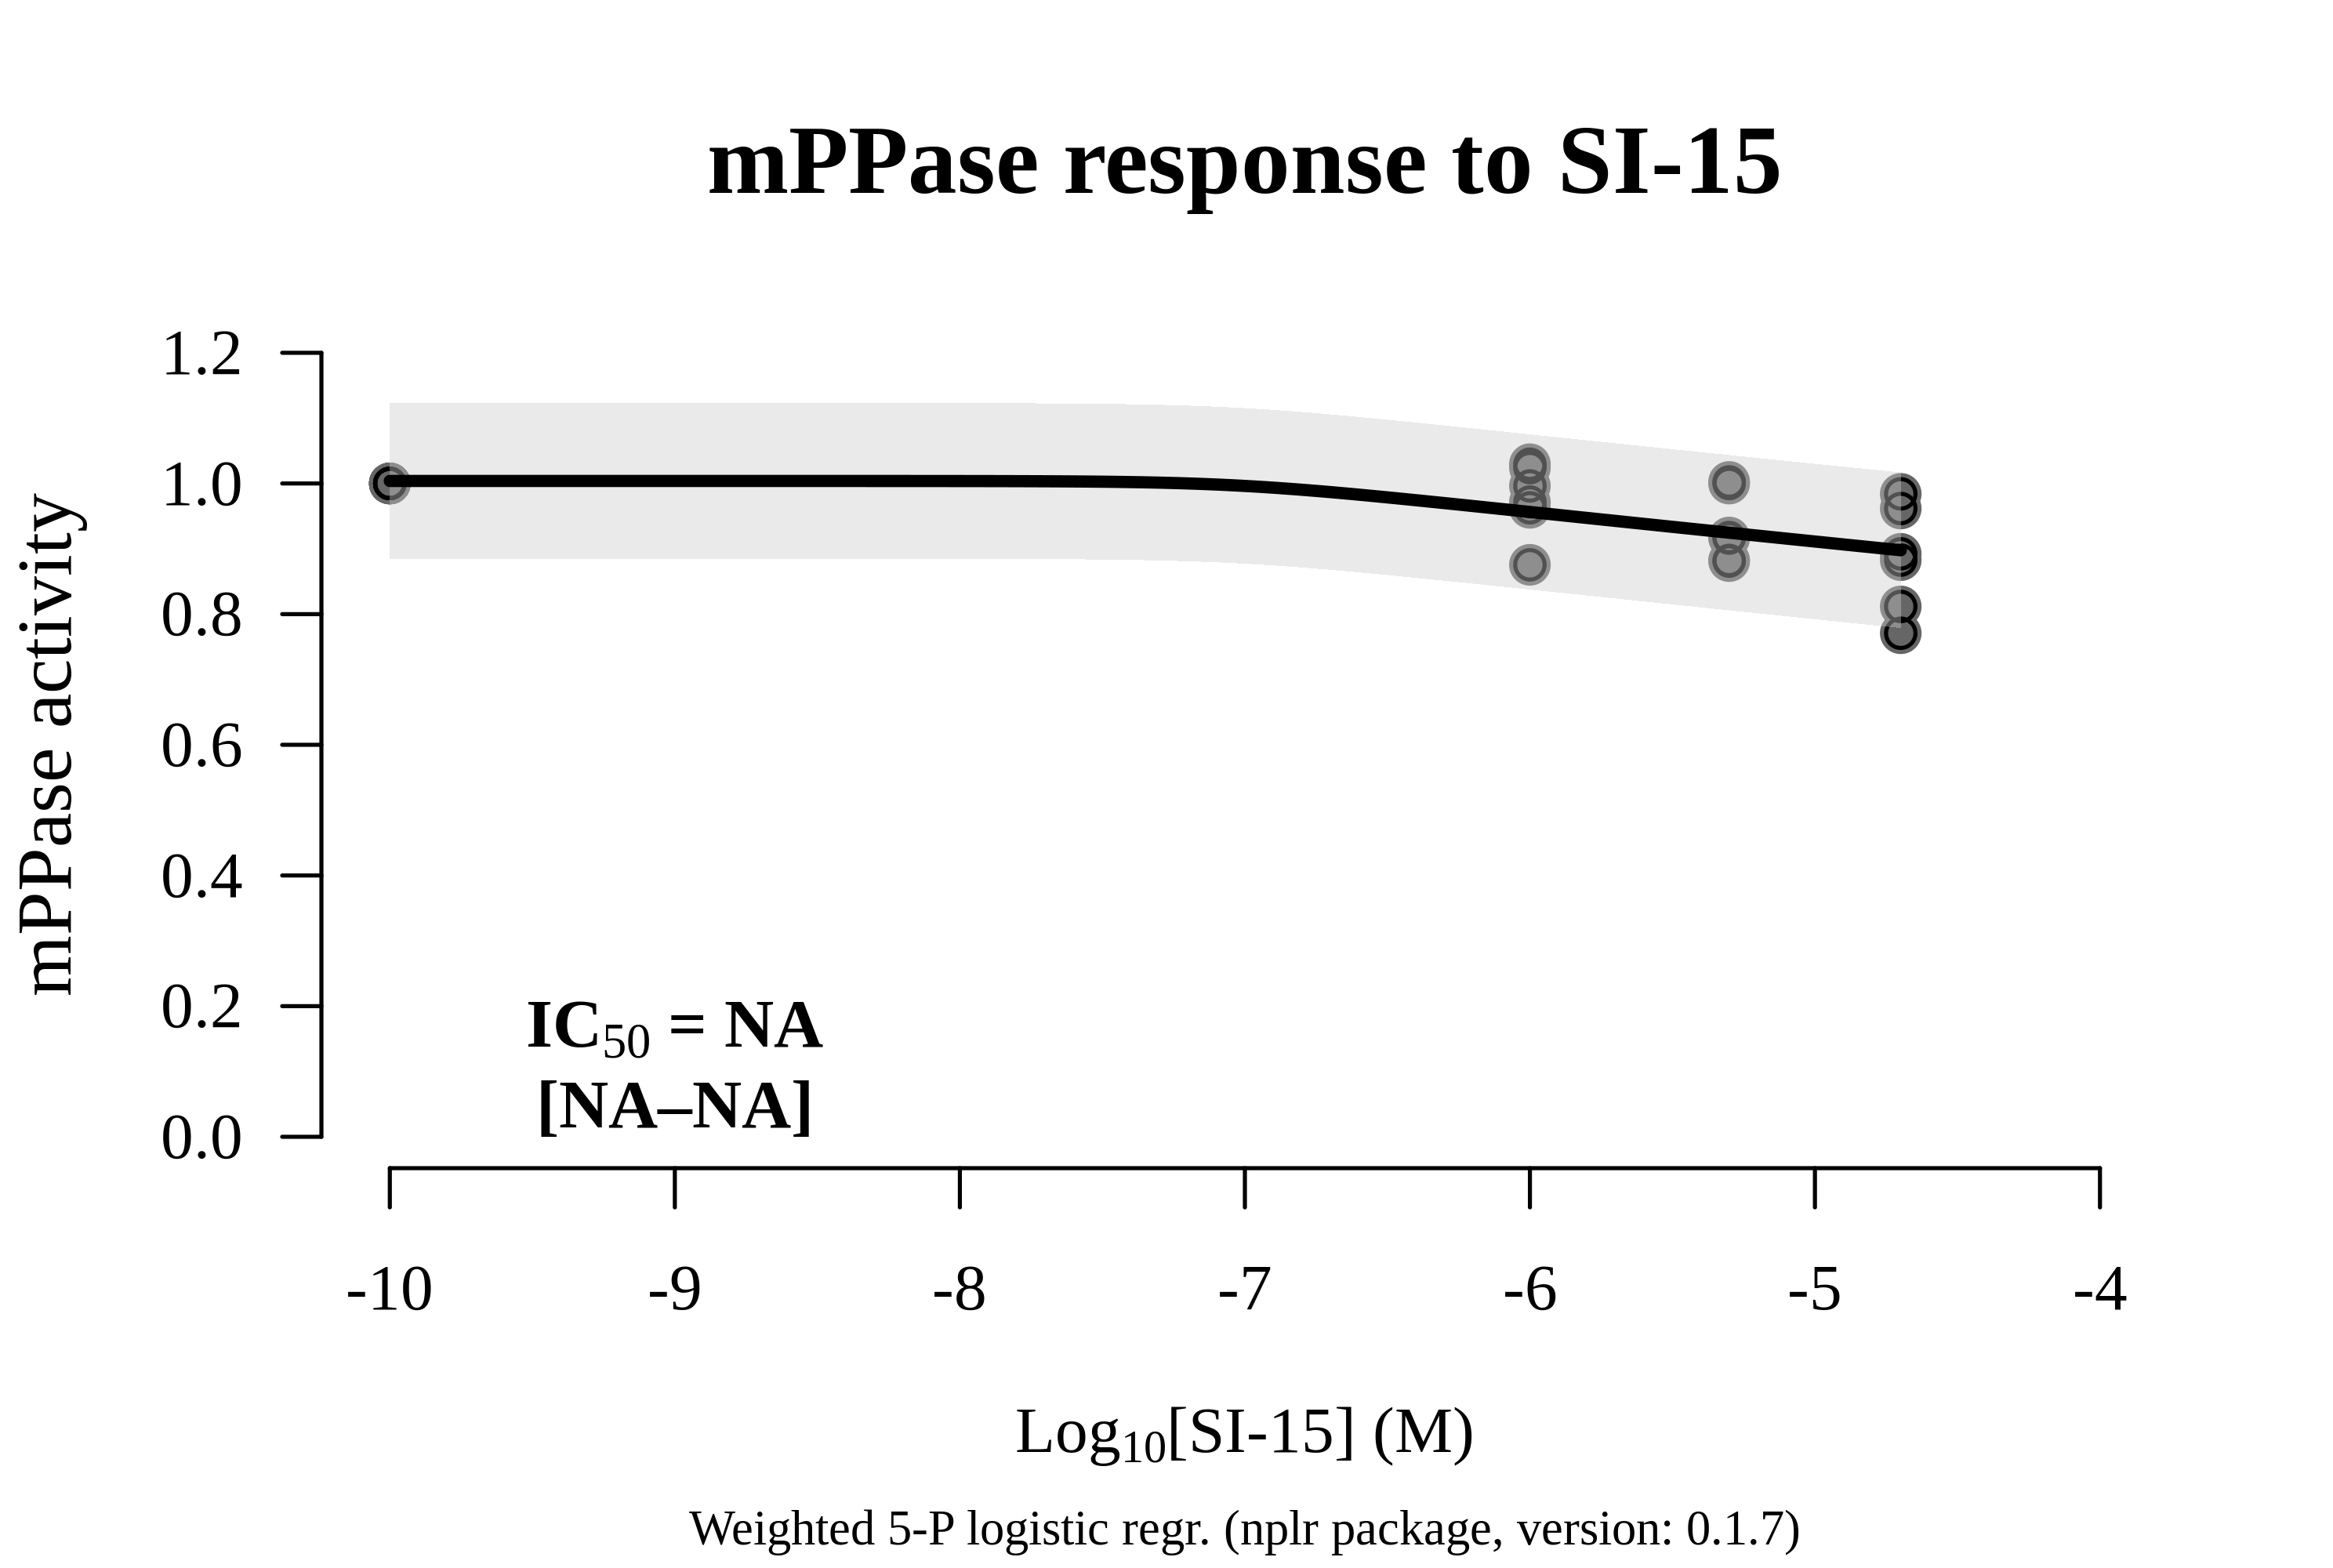 mPPase response to SI-15
mPPase activity
1.2
1.0
0.8
0.6
0.4
0.2
0.0
IC50 = NA
[NA–NA]
-10 -9 -8 -7 -6 -5 -4
Log10[SI-15] (M)
Weighted 5-P logistic regr. (nplr package, version: 0.1.7)